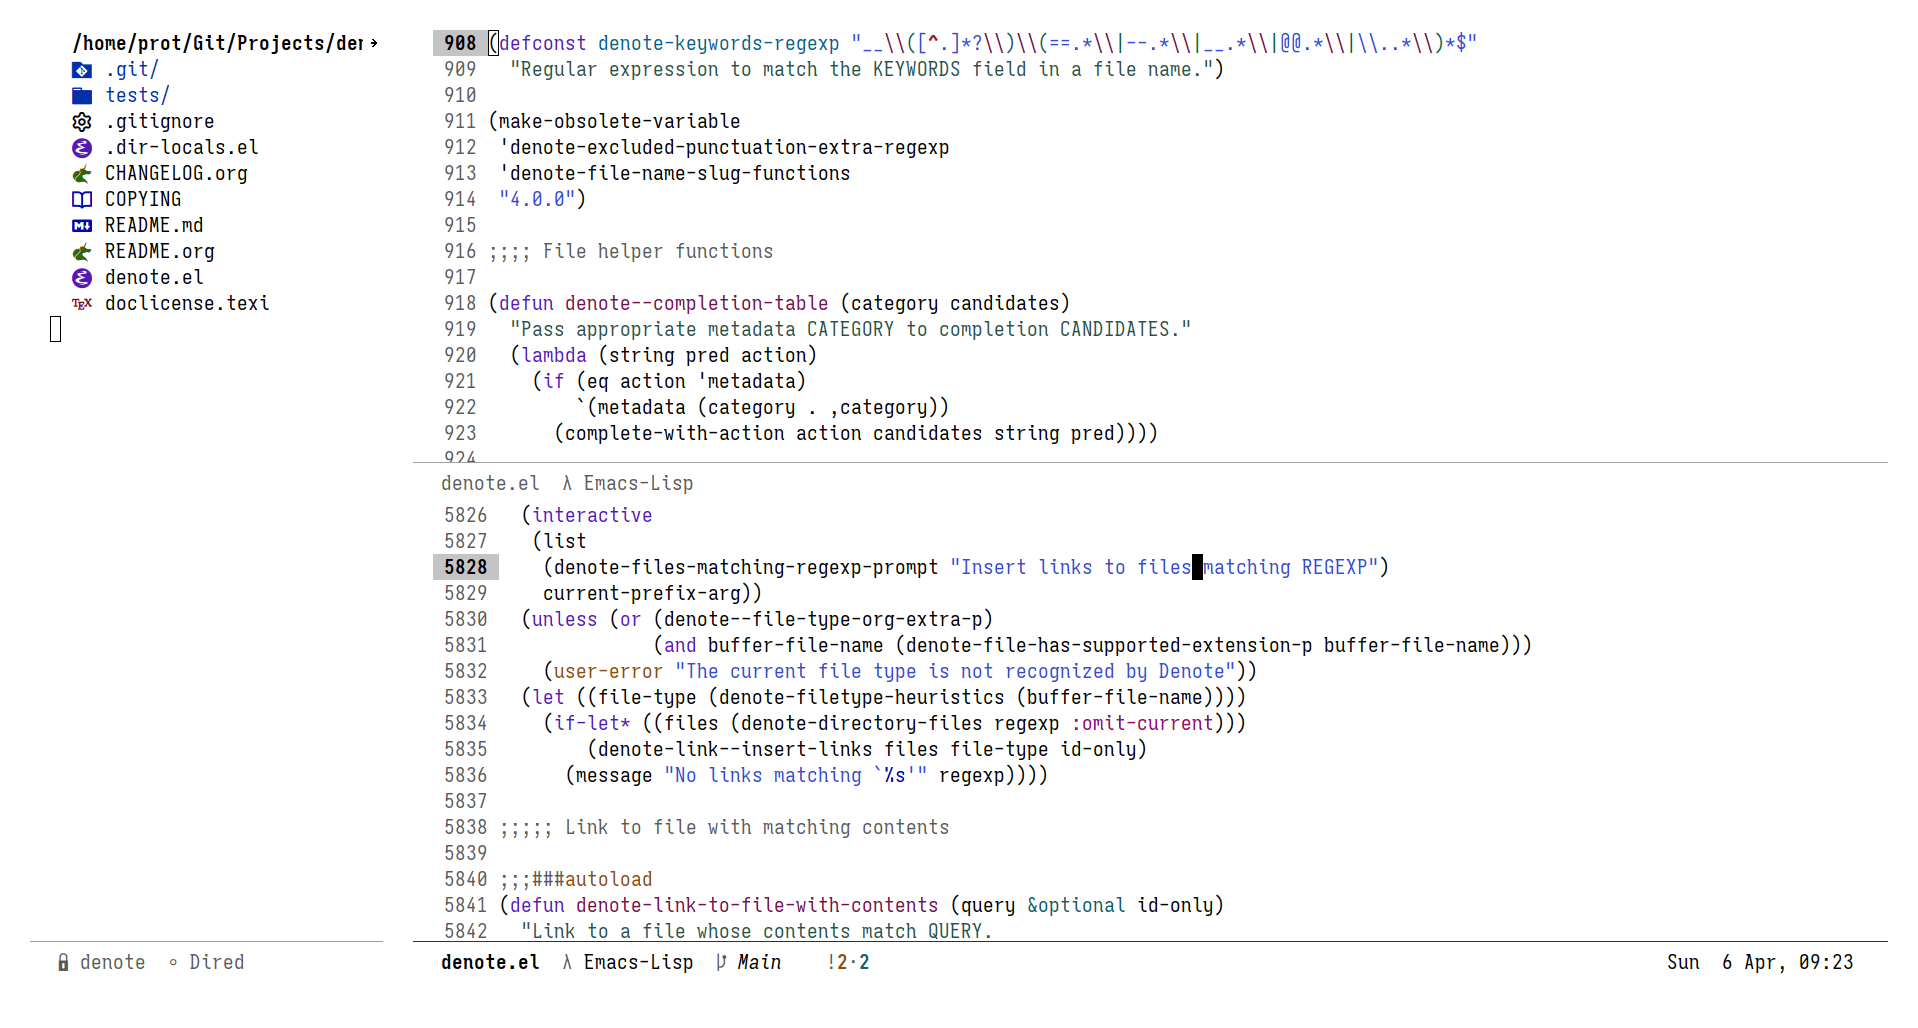 /home/prot/Git/Projects/der
.git/
tests/
.gitignore
.dir-locals.el
CHANGELOG.org
COPYING
README.md
README.org
denote.el
doclicense.texi
denote Dired
908 (defconst denote-keywords-regexp "__\\([^.]*?\\)\\(==.*\\|--.*\\|__.*\\|@@.*\\|\\..*\\)*$"
909   "Regular expression to match the KEYWORDS field in a file name.")
910
911 (make-obsolete-variable
912  'denote-excluded-punctuation-extra-regexp
913  'denote-file-name-slug-functions
914  "4.0.0")
915
916 ;;;; File helper functions
917
918 (defun denote--completion-table (category candidates)
919   "Pass appropriate metadata CATEGORY to completion CANDIDATES."
920   (lambda (string pred action)
921     (if (eq action 'metadata)
922         `(metadata (category . ,category))
923       (complete-with-action action candidates string pred))))
924
denote.el λ Emacs-Lisp
5826   (interactive
5827    (list
5828     (denote-files-matching-regexp-prompt "Insert links to files matching REGEXP")
5829     current-prefix-arg))
5830   (unless (or (denote--file-type-org-extra-p)
5831               (and buffer-file-name (denote-file-has-supported-extension-p buffer-file-name)))
5832     (user-error "The current file type is not recognized by Denote"))
5833   (let ((file-type (denote-filetype-heuristics (buffer-file-name))))
5834     (if-let* ((files (denote-directory-files regexp :omit-current)))
5835         (denote-link--insert-links files file-type id-only)
5836       (message "No links matching `%s'" regexp))))
5837
5838 ;;;;; Link to file with matching contents
5839
5840 ;;;###autoload
5841 (defun denote-link-to-file-with-contents (query &optional id-only)
5842   "Link to a file whose contents match QUERY.
denote.el λ Emacs-Lisp Main !2·2 Sun 6 Apr, 09:23